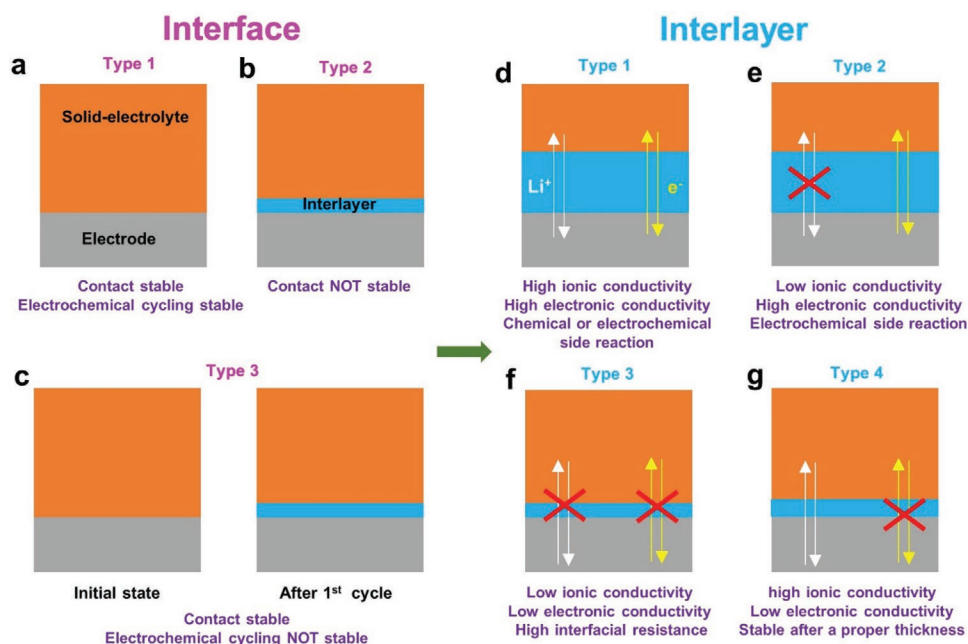 Interface
Interlayer
a
Type 1
b
Type 2
d
Type 1
e
Type 2
Solid-electrolyte
Interlayer
Electrode
Li⁺
e⁻
Contact stable
Electrochemical cycling stable
Contact NOT stable
High ionic conductivity
High electronic conductivity
Chemical or electrochemical
side reaction
Low ionic conductivity
High electronic conductivity
Electrochemical side reaction
c
Type 3
f
Type 3
g
Type 4
Initial state
After 1st cycle
Contact stable
Electrochemical cycling NOT stable
Low ionic conductivity
Low electronic conductivity
High interfacial resistance
high ionic conductivity
Low electronic conductivity
Stable after a proper thickness